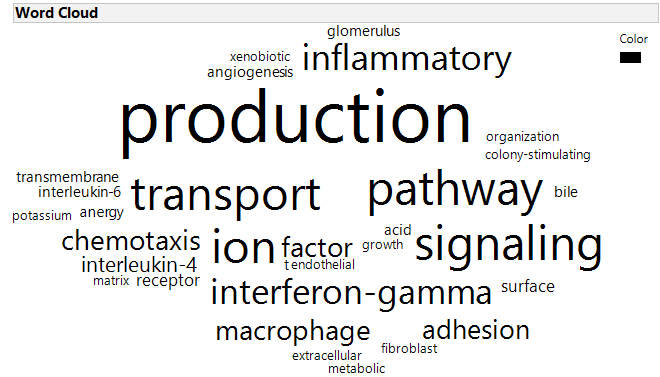 Word Cloud
glomerulus
Color
xenobiotic
inflammatory
angiogenesis
production
organization
colony-stimulating
transmembrane
interleukin-6
transport
pathway
bile
potassium
anergy
chemotaxis
ion
factor
acid
growth
signaling
interleukin-4
t
endothelial
matrix
receptor
interferon-gamma
surface
macrophage
adhesion
extracellular
fibroblast
metabolic